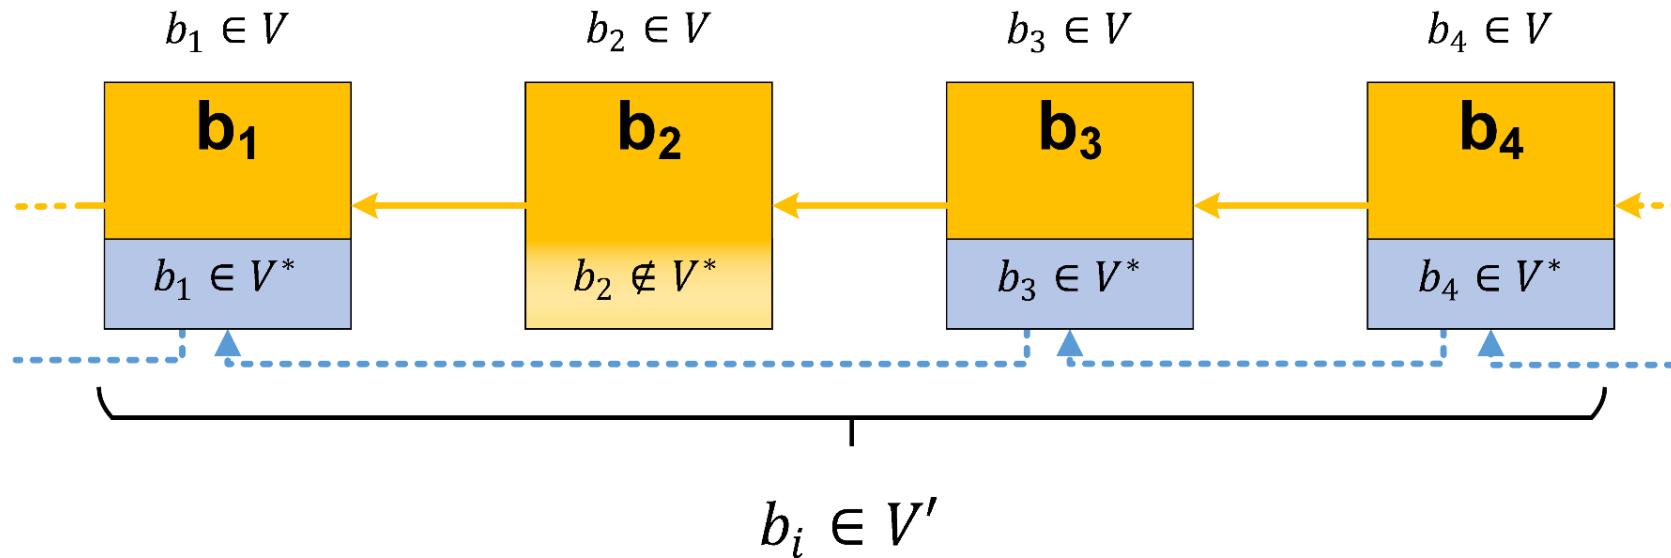 b₁ ∈ V b₂ ∈ V b₃ ∈ V b₄ ∈ V
b₁ b₂ b₃ b₄
b₁ ∈ V* b₂ ∉ V* b₃ ∈ V* b₄ ∈ V*
bᵢ ∈ V′